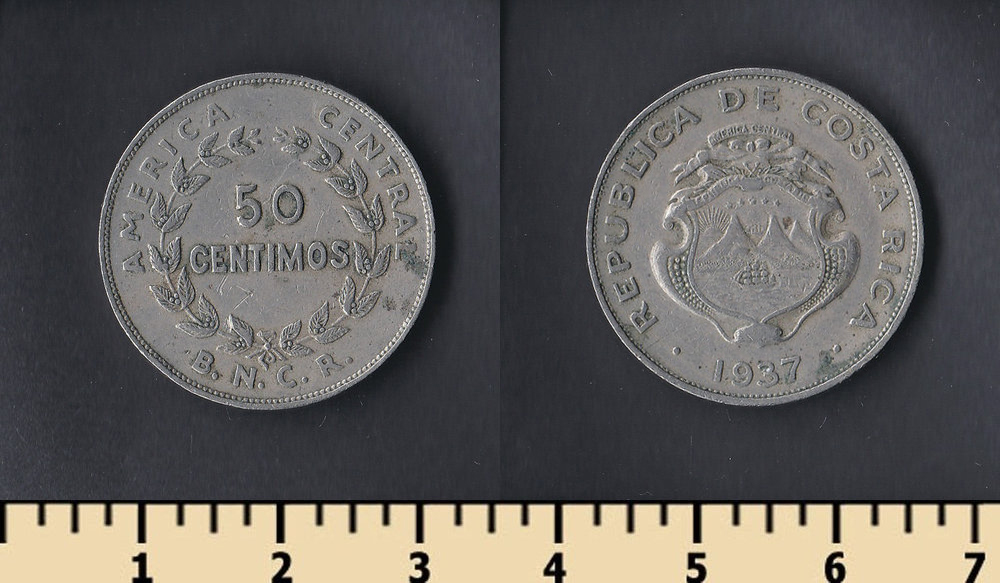 AMERICA CENTRAL
50
CENTIMOS
B. N. C. R.
REPUBLICA DE COSTA RICA
AMERICA CENTRAL
1937
1 2 3 4 5 6 7